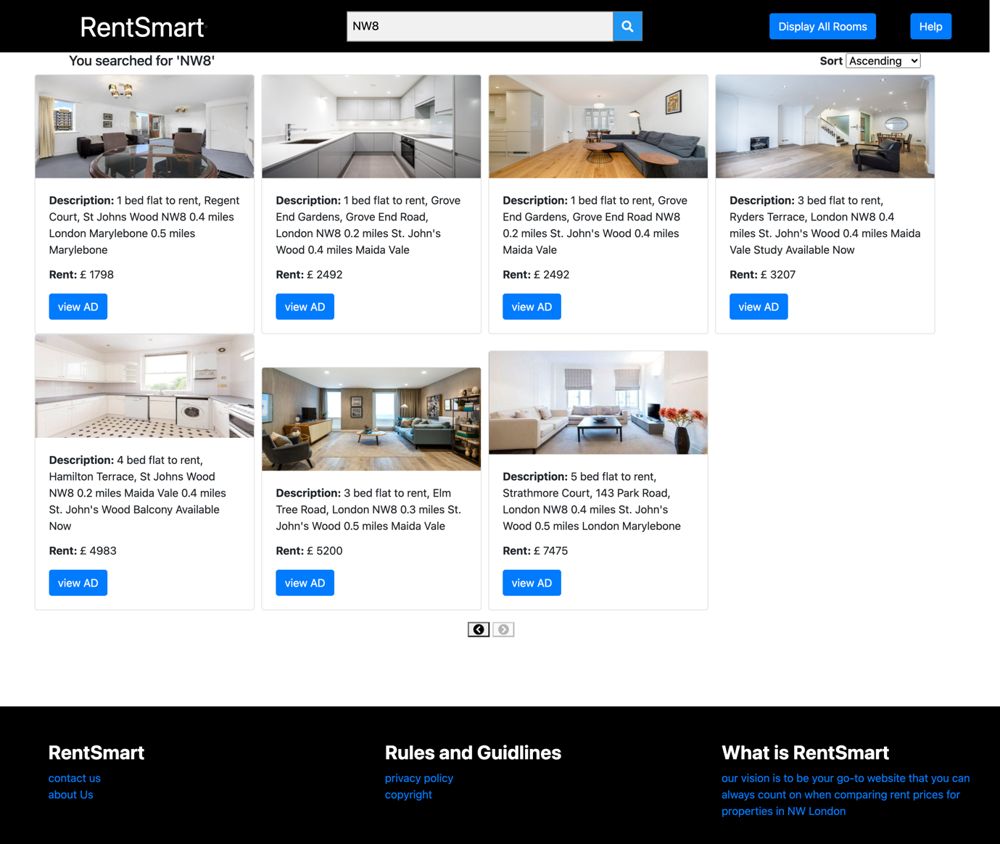 RentSmart
NW8
Display All Rooms
Help
You searched for 'NW8'
Sort Ascending
Description: 1 bed flat to rent, Regent
Court, St Johns Wood NW8 0.4 miles
London Marylebone 0.5 miles
Marylebone
Rent: £ 1798
view AD
Description: 1 bed flat to rent, Grove
End Gardens, Grove End Road,
London NW8 0.2 miles St. John's
Wood 0.4 miles Maida Vale
Rent: £ 2492
view AD
Description: 1 bed flat to rent, Grove
End Gardens, Grove End Road NW8
0.2 miles St. John's Wood 0.4 miles
Maida Vale
Rent: £ 2492
view AD
Description: 3 bed flat to rent,
Ryders Terrace, London NW8 0.4
miles St. John's Wood 0.4 miles Maida
Vale Study Available Now
Rent: £ 3207
view AD
Description: 4 bed flat to rent,
Hamilton Terrace, St Johns Wood
NW8 0.2 miles Maida Vale 0.4 miles
St. John's Wood Balcony Available
Now
Rent: £ 4983
view AD
Description: 3 bed flat to rent, Elm
Tree Road, London NW8 0.3 miles St.
John's Wood 0.5 miles Maida Vale
Rent: £ 5200
view AD
Description: 5 bed flat to rent,
Strathmore Court, 143 Park Road,
London NW8 0.4 miles St. John's
Wood 0.5 miles London Marylebone
Rent: £ 7475
view AD
RentSmart
contact us
about Us
Rules and Guidlines
privacy policy
copyright
What is RentSmart
our vision is to be your go-to website that you can
always count on when comparing rent prices for
properties in NW London